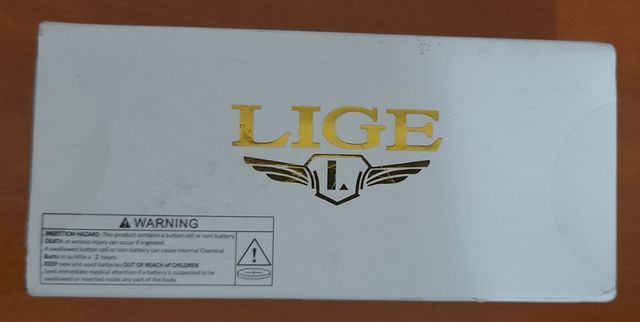 LIGE
L
WARNING
INGESTION HAZARD: This product contains a button cell or coin battery.
DEATH or serious injury can occur if ingested.
A swallowed button cell or coin battery can cause Internal Chemical
Burns in as little as 2 hours.
KEEP new and used batteries OUT OF REACH of CHILDREN
Seek immediate medical attention if a battery is suspected to be
swallowed or inserted inside any part of the body.